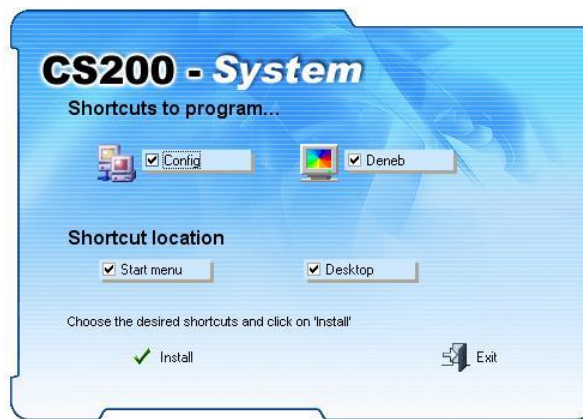 CS200 - System
Shortcuts to program...
Config Deneb
Shortcut location
Start menu Desktop
Choose the desired shortcuts and click on 'Install'
Install Exit